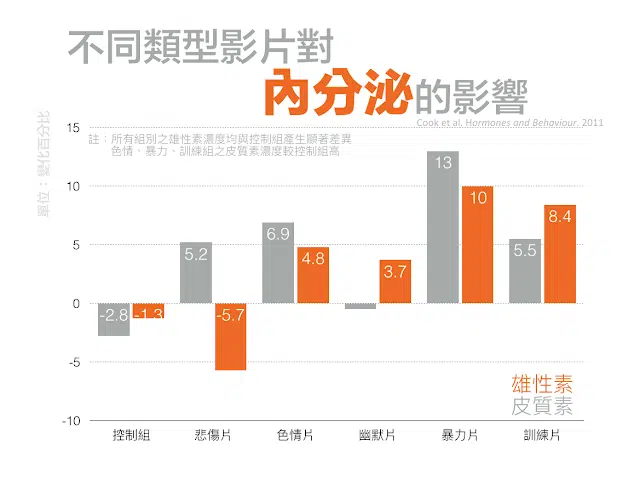 不同類型影片對
內分泌的影響
Cook et al. Hormones and Behaviour. 2011
單位：變化百分比
註：所有組別之雄性素濃度均與控制組產生顯著差異
色情、暴力、訓練組之皮質素濃度較控制組高
15
10
5
0
-5
-10
-2.8
-1.3
5.2
-5.7
6.9
4.8
3.7
13
10
5.5
8.4
雄性素
皮質素
控制組
悲傷片
色情片
幽默片
暴力片
訓練片